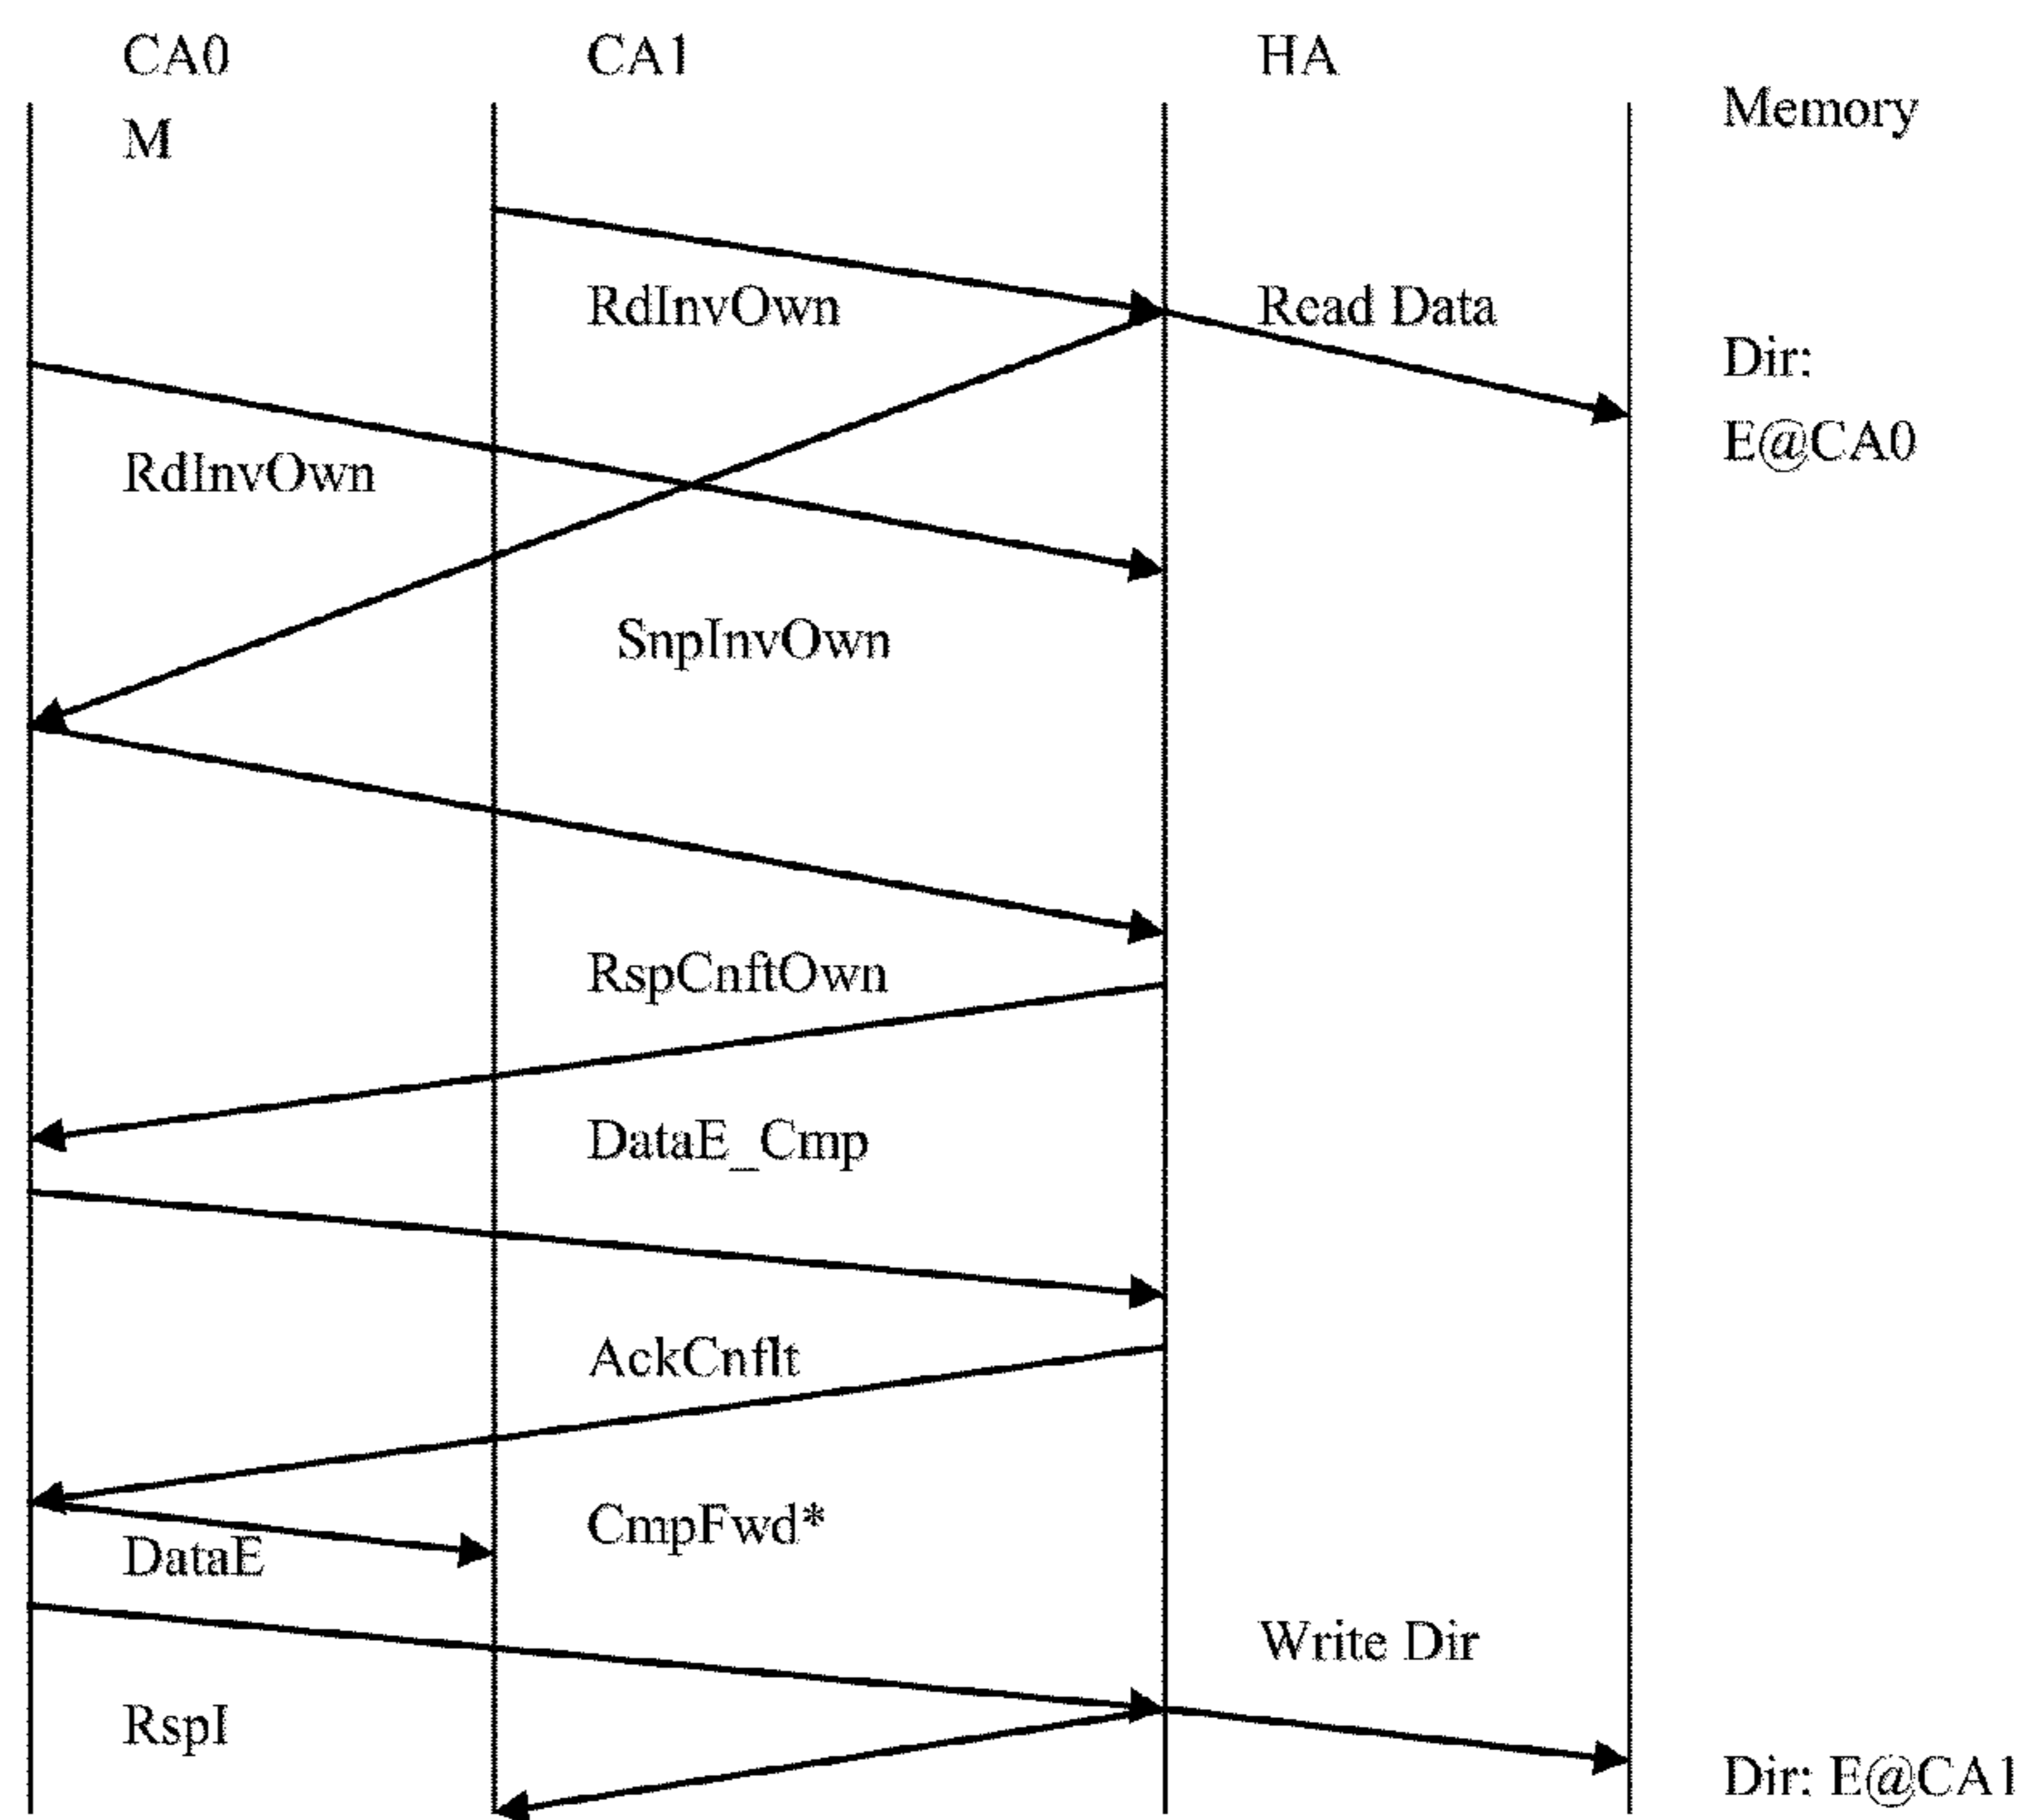 CA0
CA1
HA
Memory
M
RdInvOwn
Read Data
Dir:
E@CA0
RdInvOwn
SnpInvOwn
RspCnftOwn
DataE_Cmp
AckCnflt
CmpFwd*
DataE
Write Dir
RspI
Dir: E@CA1